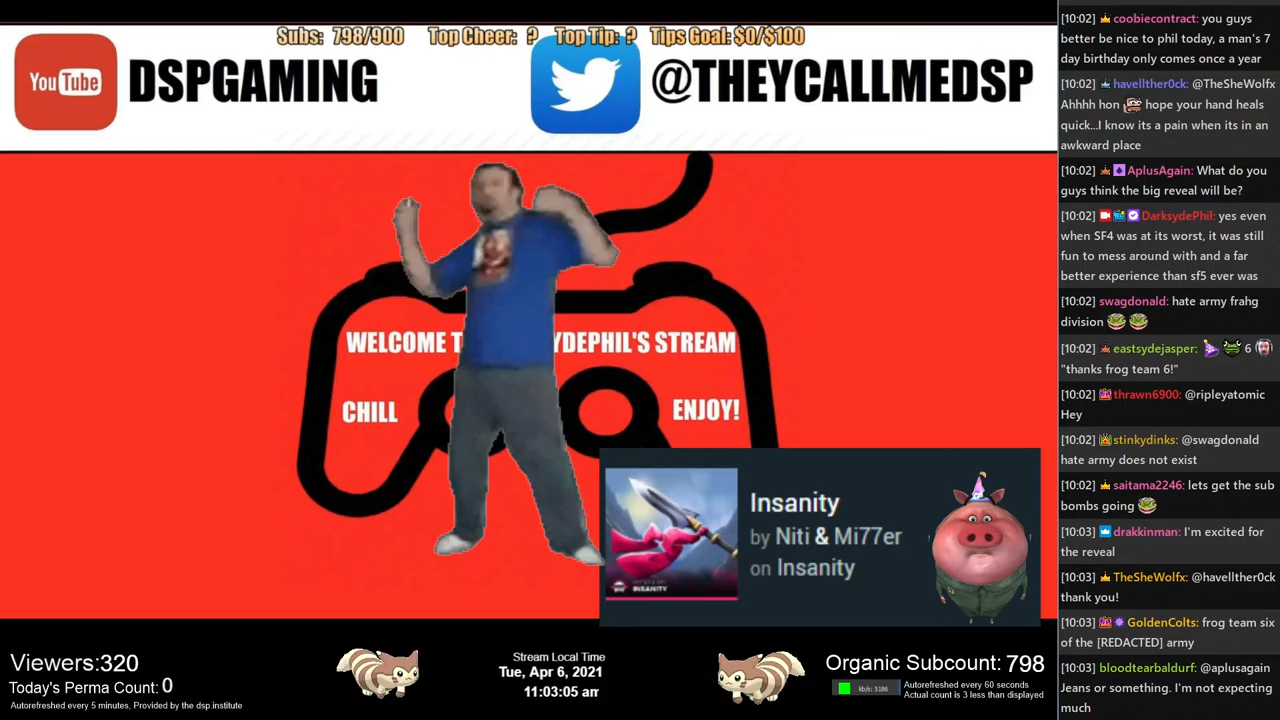 Subs: 798/900 Top Cheer: ? Top Tip: ? Tips Goal: $0/$100
YouTube DSPGAMING @THEYCALLMEDSP
WELCOME T YDEPHIL'S STREAM
CHILL ENJOY!
Insanity
by Niti & Mi77er
on Insanity
INSANITY
Viewers:320
Today's Perma Count: 0
Autorefreshed every 5 minutes, Provided by the dsp.institute
Stream Local Time
Tue, Apr 6, 2021
11:03:05 am
Organic Subcount: 798
kb/s: 5186
Autorefreshed every 60 seconds
Actual count is 3 less than displayed
[10:02] coobiecontract: you guys
better be nice to phil today, a man's 7
day birthday only comes once a year
[10:02] havellther0ck: @TheSheWolfx
Ahhhh hon hope your hand heals
quick...I know its a pain when its in an
awkward place
[10:02] AplusAgain: What do you
guys think the big reveal will be?
[10:02] DarksydePhil: yes even
when SF4 was at its worst, it was still
fun to mess around with and a far
better experience than sf5 ever was
[10:02] swagdonald: hate army frahg
division
[10:02] eastsydejasper: 6
"thanks frog team 6!"
[10:02] thrawn6900: @ripleyatomic
Hey
[10:02] stinkydinks: @swagdonald
hate army does not exist
[10:02] saitama2246: lets get the sub
bombs going
[10:03] drakkinman: I'm excited for
the reveal
[10:03] TheSheWolfx: @havellther0ck
thank you!
[10:03] GoldenColts: frog team six
of the [REDACTED] army
[10:03] bloodtearbaldurf: @aplusagain
Jeans or something. I'm not expecting
much